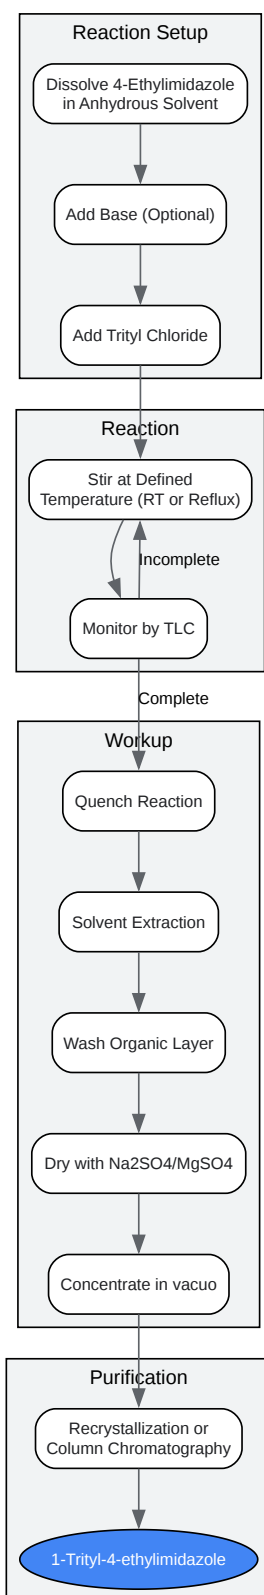 Reaction Setup
Dissolve 4-Ethylimidazole
in Anhydrous Solvent
Add Base (Optional)
Add Trityl Chloride
Reaction
Stir at Defined
Temperature (RT or Reflux)
Incomplete
Monitor by TLC
Complete
Workup
Quench Reaction
Solvent Extraction
Wash Organic Layer
Dry with Na2SO4/MgSO4
Concentrate in vacuo
Purification
Recrystallization or
Column Chromatography
1-Trityl-4-ethylimidazole